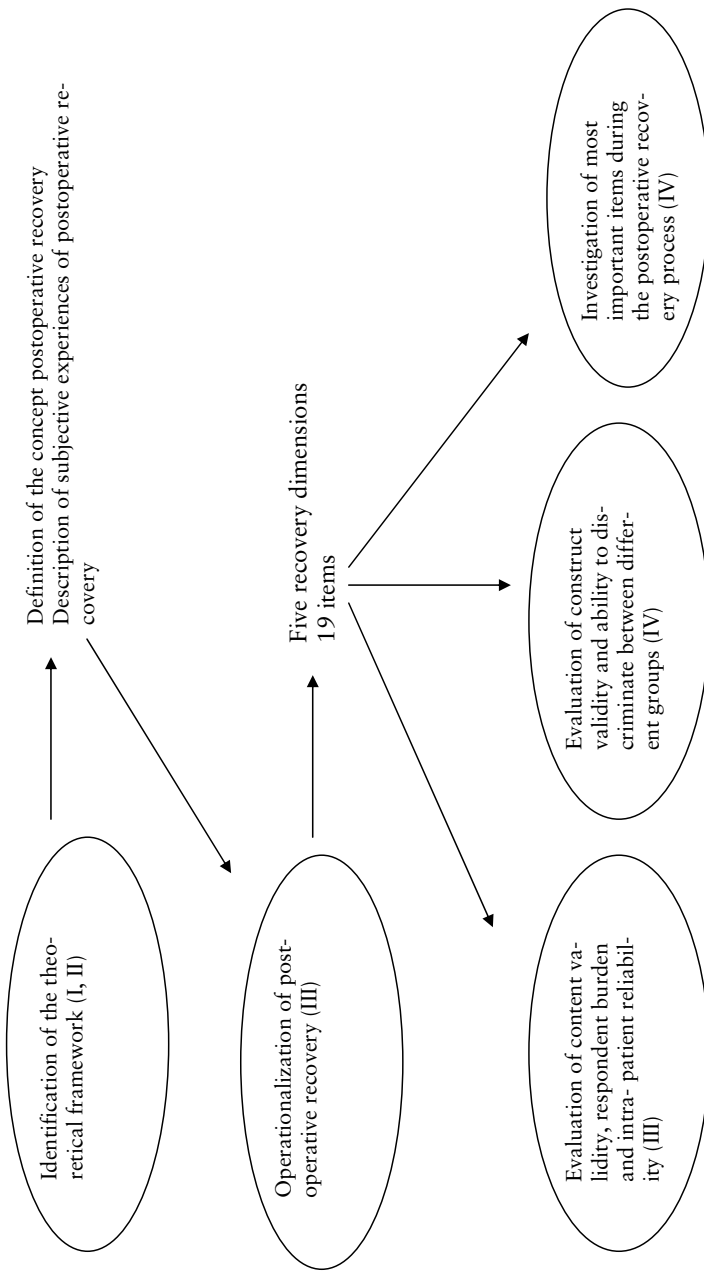 Identification of the theo-
retical framework (I, II)
Definition of the concept postoperative recovery
Description of subjective experiences of postoperative re-
covery
Operationalization of post-
operative recovery (III)
Five recovery dimensions
19 items
Evaluation of content va-
lidity, respondent burden
and intra- patient reliabil-
ity (III)
Evaluation of construct
validity and ability to dis-
criminate between differ-
ent groups (IV)
Investigation of most
important items during
the postoperative recov-
ery process (IV)